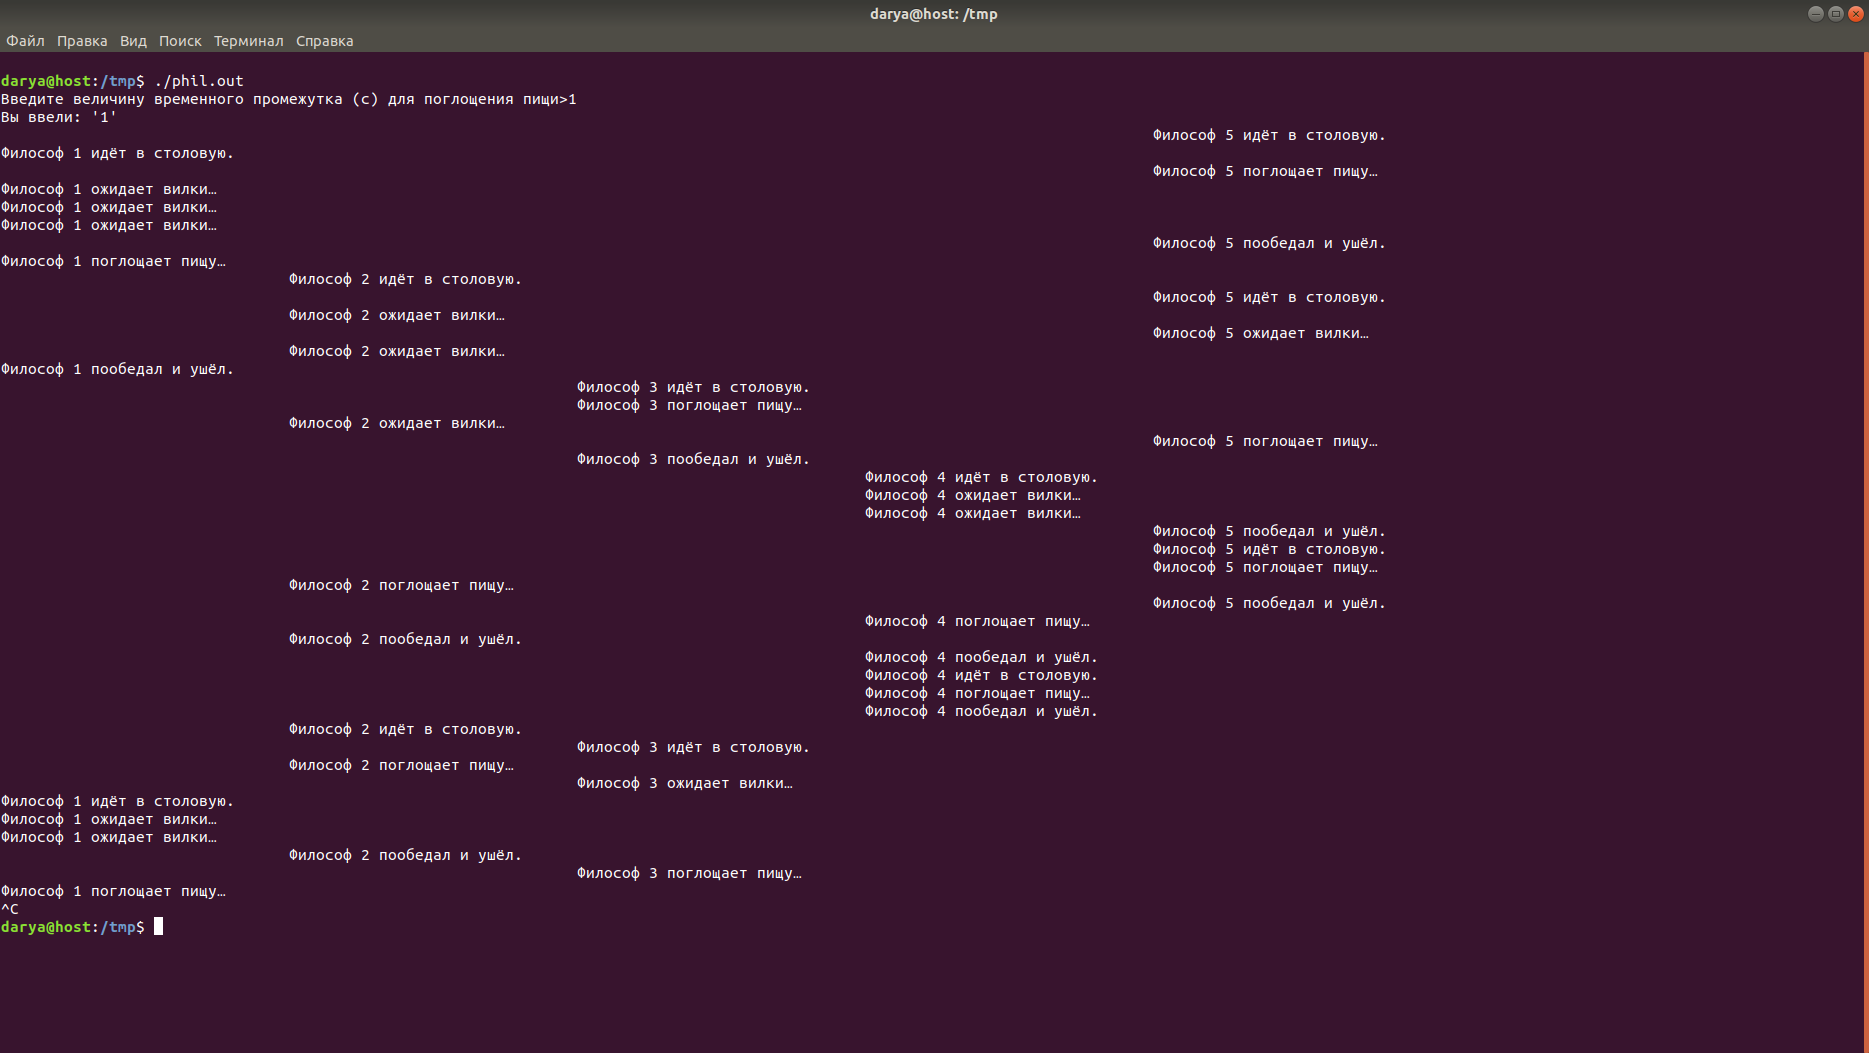 darya@host: /tmp
Файл Правка Вид Поиск Терминал Справка
darya@host:/tmp$ ./phil.out
Введите величину временного промежутка (с) для поглощения пищи>1
Вы ввели: '1'
Философ 5 идёт в столовую.
Философ 1 идёт в столовую.
Философ 5 поглощает пищу…
Философ 1 ожидает вилки…
Философ 1 ожидает вилки…
Философ 1 ожидает вилки…
Философ 5 пообедал и ушёл.
Философ 1 поглощает пищу…
Философ 2 идёт в столовую.
Философ 5 идёт в столовую.
Философ 2 ожидает вилки…
Философ 5 ожидает вилки…
Философ 2 ожидает вилки…
Философ 1 пообедал и ушёл.
Философ 3 идёт в столовую.
Философ 3 поглощает пищу…
Философ 2 ожидает вилки…
Философ 5 поглощает пищу…
Философ 3 пообедал и ушёл.
Философ 4 идёт в столовую.
Философ 4 ожидает вилки…
Философ 4 ожидает вилки…
Философ 5 пообедал и ушёл.
Философ 5 идёт в столовую.
Философ 5 поглощает пищу…
Философ 2 поглощает пищу…
Философ 5 пообедал и ушёл.
Философ 4 поглощает пищу…
Философ 2 пообедал и ушёл.
Философ 4 пообедал и ушёл.
Философ 4 идёт в столовую.
Философ 4 поглощает пищу…
Философ 4 пообедал и ушёл.
Философ 2 идёт в столовую.
Философ 3 идёт в столовую.
Философ 2 поглощает пищу…
Философ 3 ожидает вилки…
Философ 1 идёт в столовую.
Философ 1 ожидает вилки…
Философ 1 ожидает вилки…
Философ 2 пообедал и ушёл.
Философ 3 поглощает пищу…
Философ 1 поглощает пищу…
^C
darya@host:/tmp$